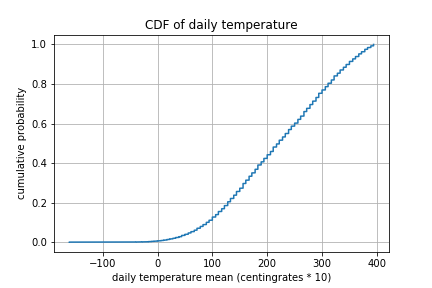 CDF of daily temperature
1.0
0.8
0.6
0.4
0.2
0.0
cumulative probability
−100 0 100 200 300 400
daily temperature mean (centingrates * 10)